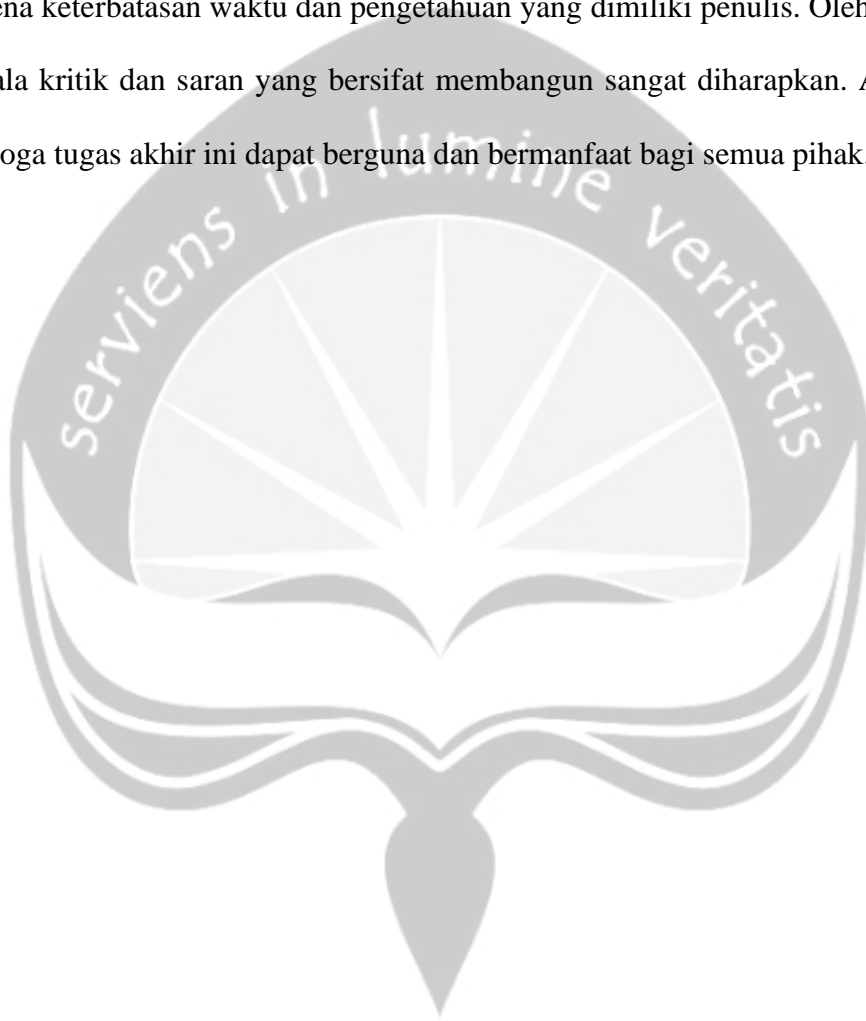 ena keterbatasan waktu dan pengetahuan yang dimiliki penulis. Oleh
ala kritik dan saran yang bersifat membangun sangat diharapkan. A
oga tugas akhir ini dapat berguna dan bermanfaat bagi semua pihak.
serviens in lumine veritatis